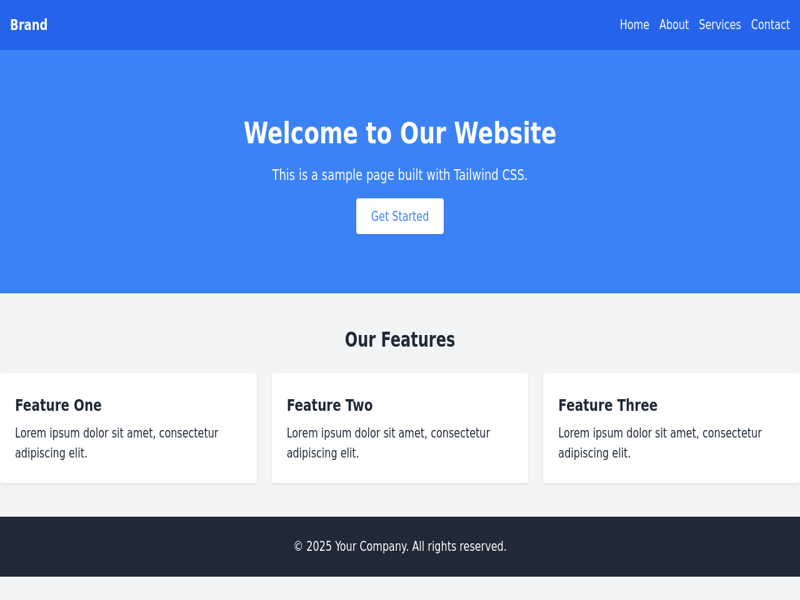 Brand
Home About Services Contact
Welcome to Our Website
This is a sample page built with Tailwind CSS.
Get Started
Our Features
Feature One
Lorem ipsum dolor sit amet, consectetur
adipiscing elit.
Feature Two
Lorem ipsum dolor sit amet, consectetur
adipiscing elit.
Feature Three
Lorem ipsum dolor sit amet, consectetur
adipiscing elit.
© 2025 Your Company. All rights reserved.